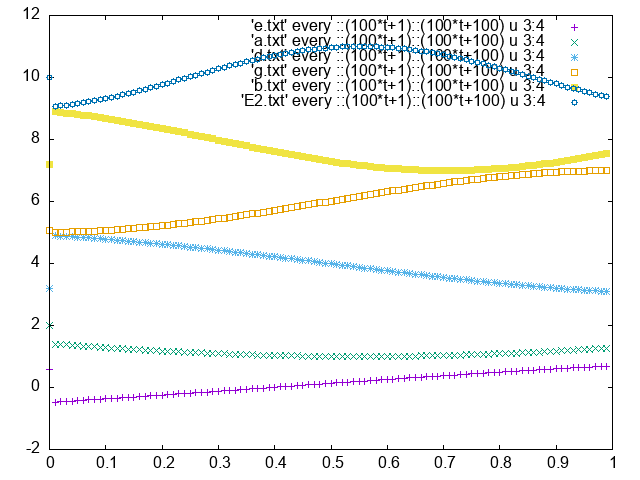 12
10
8
6
4
2
0
-2
0 0.1 0.2 0.3 0.4 0.5 0.6 0.7 0.8 0.9 1
'e.txt' every ::(100*t+1)::(100*t+100) u 3:4
'a.txt' every ::(100*t+1)::(100*t+100) u 3:4
'd.txt' every ::(100*t+1)::(100*t+100) u 3:4
'g.txt' every ::(100*t+1)::(100*t+100) u 3:4
'b.txt' every ::(100*t+1)::(100*t+100) u 3:4
'E2.txt' every ::(100*t+1)::(100*t+100) u 3:4